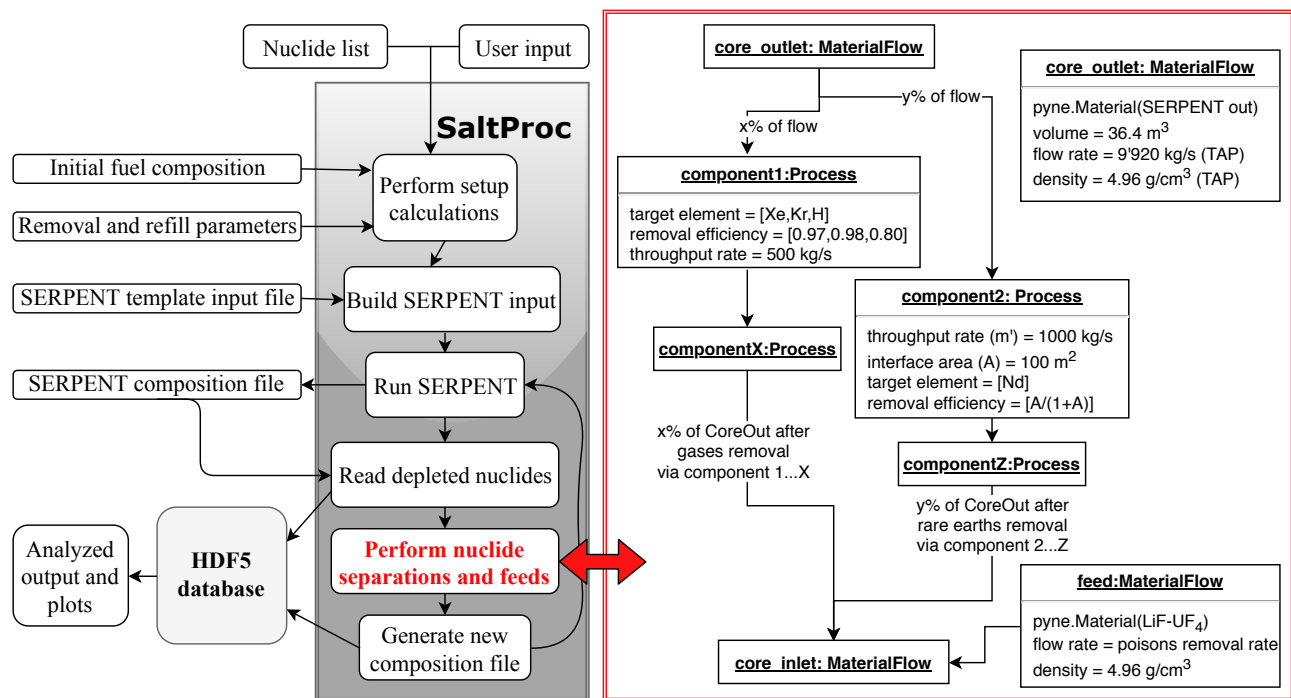 Nuclide list
User input
SaltProc
Initial fuel composition
Perform setup
calculations
Removal and refill parameters
SERPENT template input file
Build SERPENT input
SERPENT composition file
Run SERPENT
Read depleted nuclides
Analyzed
output and
plots
HDF5
database
Perform nuclide
separations and feeds
Generate new
composition file
core_outlet: MaterialFlow
y% of flow
x% of flow
core_outlet: MaterialFlow
pyne.Material(SERPENT out)
volume = 36.4 m³
flow rate = 9'920 kg/s (TAP)
density = 4.96 g/cm³ (TAP)
component1:Process
target element = [Xe,Kr,H]
removal efficiency = [0.97,0.98,0.80]
throughput rate = 500 kg/s
component2: Process
throughput rate (m') = 1000 kg/s
interface area (A) = 100 m²
target element = [Nd]
removal efficiency = [A/(1+A)]
componentX:Process
x% of CoreOut after
gases removal
via component 1...X
componentZ:Process
y% of CoreOut after
rare earths removal
via component 2...Z
feed:MaterialFlow
pyne.Material(LiF-UF₄)
flow rate = poisons removal rate
density = 4.96 g/cm³
core_inlet: MaterialFlow